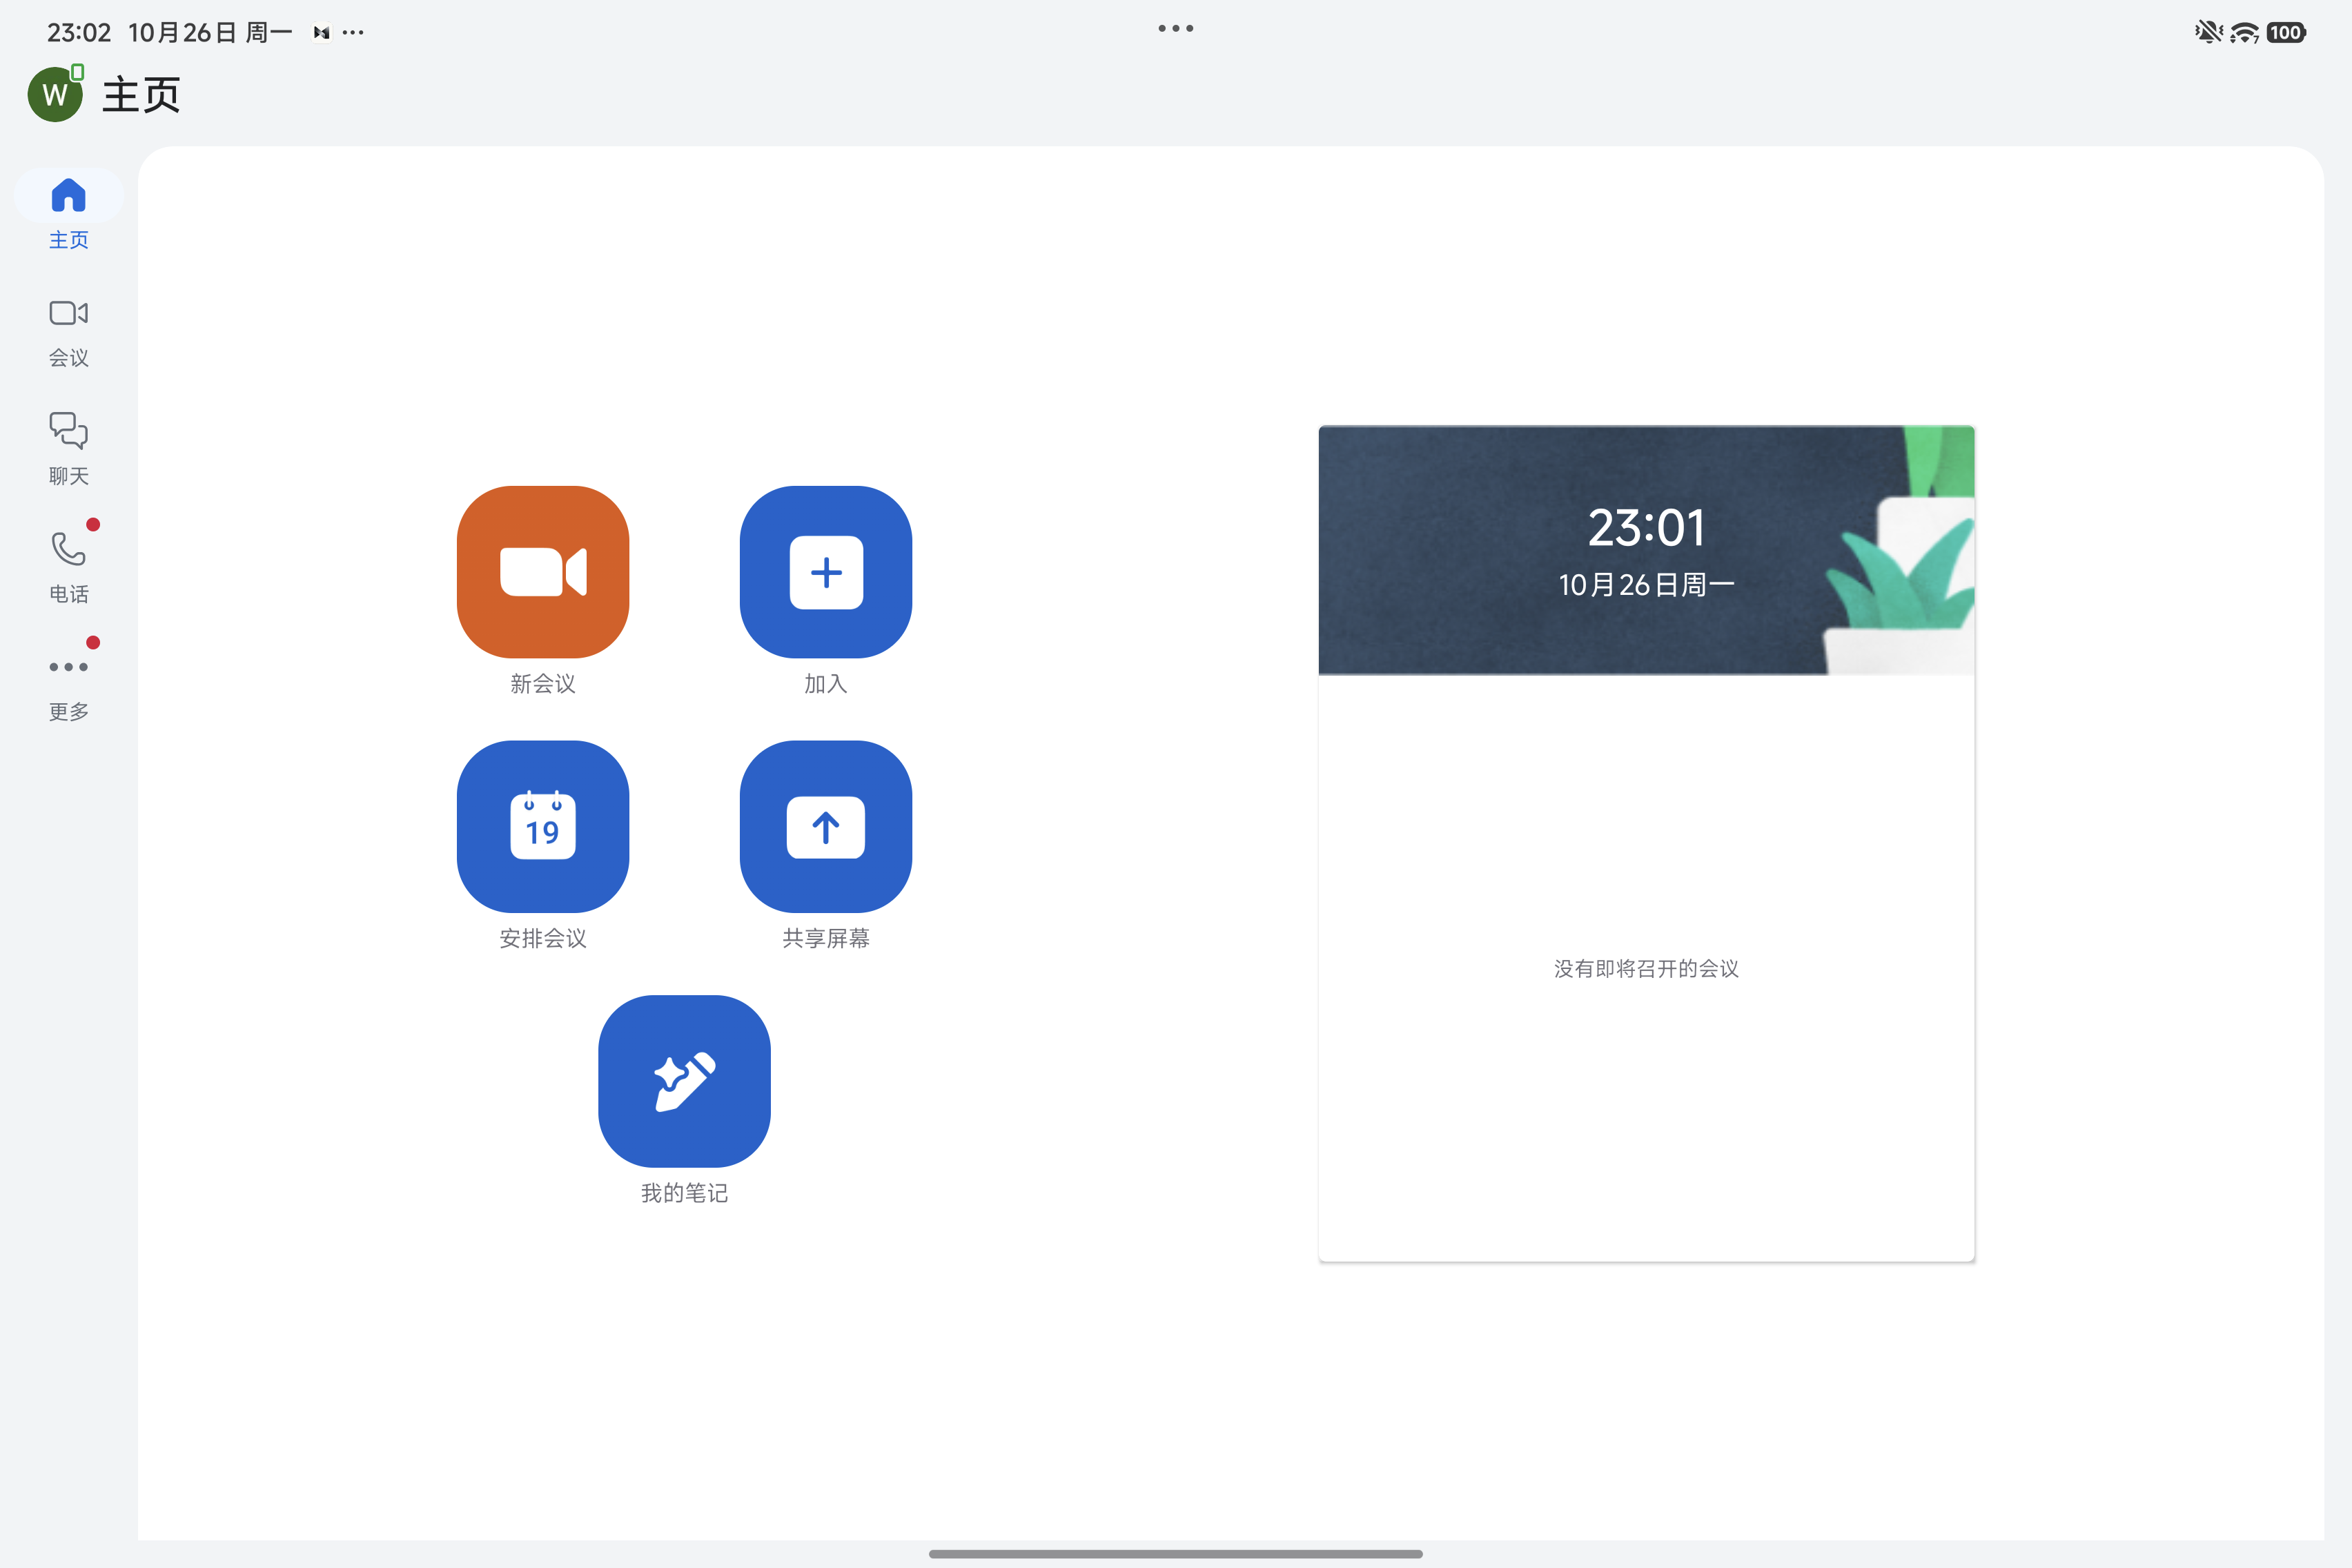 23:02 10月26日 周一
100
W 主页
主页
会议
聊天
电话
更多
新会议
加入
19
安排会议
共享屏幕
我的笔记
23:01
10月26日周一
没有即将召开的会议